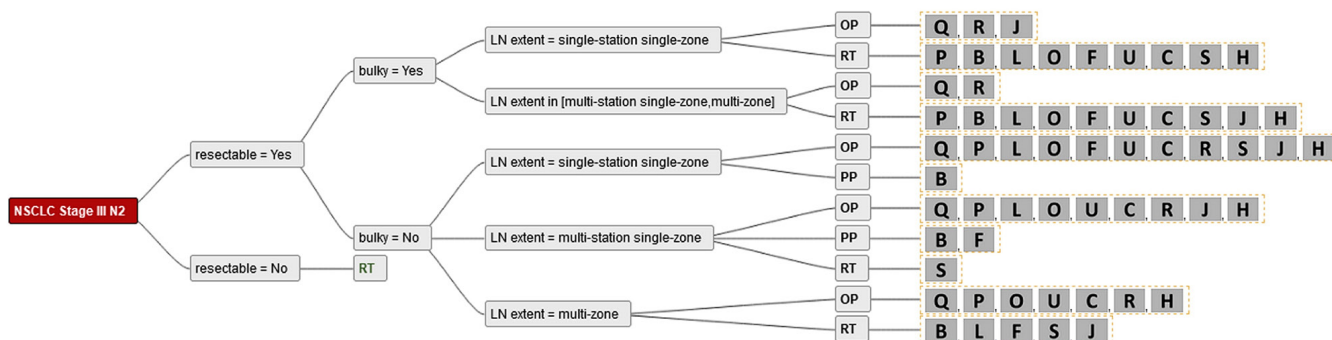 LN extent = single-station single-zone OP Q, R, J
RT P, B, L, O, F, U, C, S, H
bulky = Yes
LN extent in [multi-station single-zone,multi-zone] OP Q, R
RT P, B, L, O, F, U, C, S, J, H
resectable = Yes
LN extent = single-station single-zone OP Q, P, L, O, F, U, C, R, S, J, H
PP B
NSCLC Stage III N2
LN extent = multi-station single-zone OP Q, P, L, O, U, C, R, J, H
bulky = No PP B, F
resectable = No RT
RT S
LN extent = multi-zone OP Q, P, O, U, C, R, H
RT B, L, F, S, J